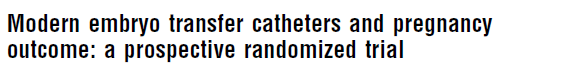 Modern embryo transfer catheters and pregnancy
outcome: a prospective randomized trial